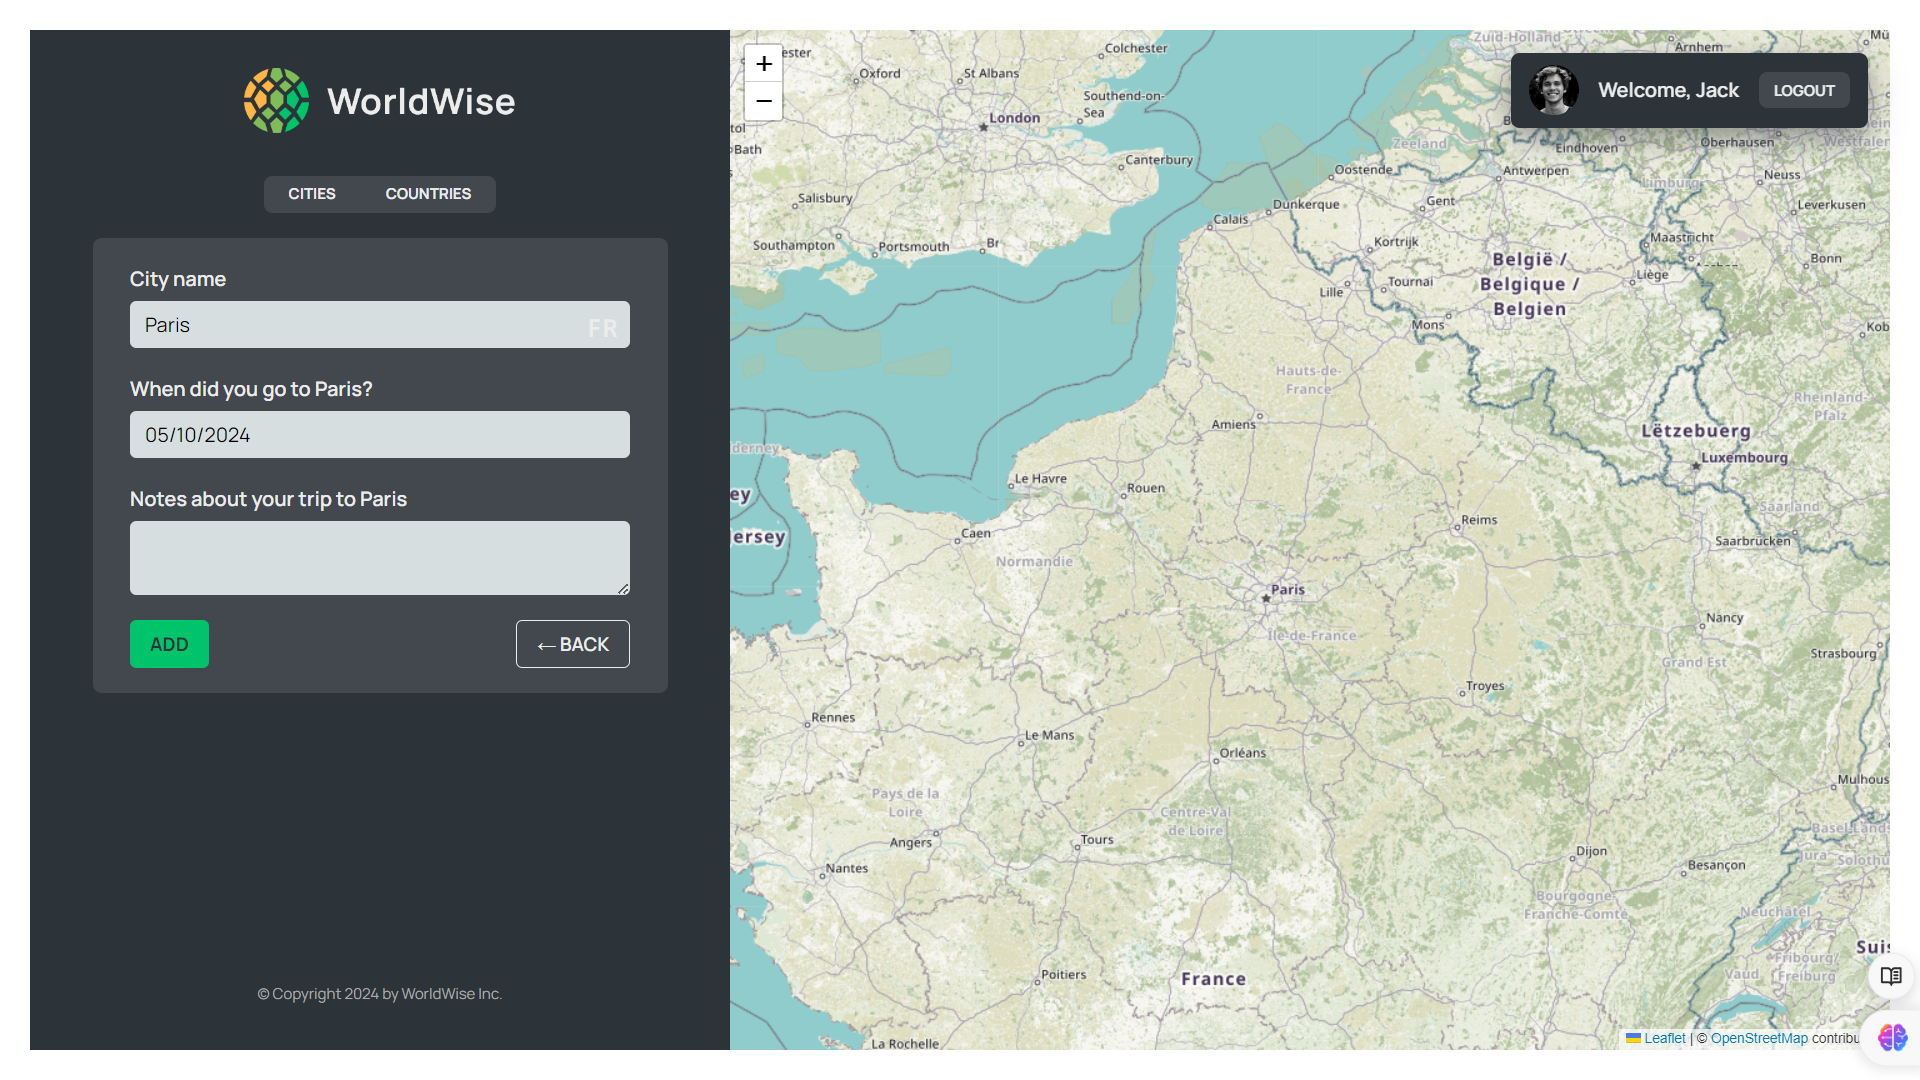 WorldWise
CITIES
COUNTRIES
City name
Paris
FR
When did you go to Paris?
05/10/2024
Notes about your trip to Paris
ADD
← BACK
© Copyright 2024 by WorldWise Inc.
+
−
Welcome, Jack
LOGOUT
Colchester
Zuid-Holland
Arnhem
Oxford
St Albans
Southend-on-
Sea
London
Bath
Canterbury
Zeeland
Eindhoven
Oberhausen
Oostende
Antwerpen
Limburg
Neuss
Salisbury
Dunkerque
Gent
Leverkusen
Calais
Southampton
Portsmouth
Br
Kortrijk
Maastricht
België /
Belgique /
Belgien
Bonn
Liège
Tournai
Lille
Mons
Kob
Hauts-de-
France
Rheinland-
Pfalz
Amiens
Lëtzebuerg
Luxembourg
derney
Le Havre
Rouen
ey
Saarland
Reims
Caen
ersey
Saarbrücken
Normandie
Paris
Île-de-France
Nancy
Strasbourg
Grand Est
Troyes
Rennes
Le Mans
Orléans
Mulhous
Pays de la
Loire
Centre-Val
de Loire
Basel-Lands
Angers
Tours
Dijon
Jura
Solothu
Besançon
Nantes
Bourgogne-
Franche-Comté
Neuchâtel
Suis
Fribourg/
Freiburg
Vaud
Poitiers
France
La Rochelle
Leaflet | © OpenStreetMap contribu